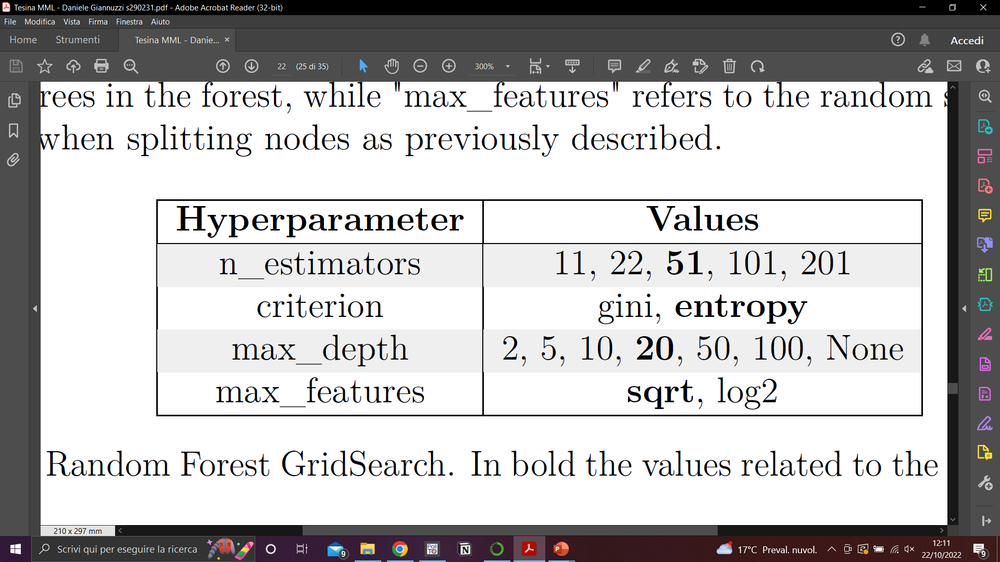 Tesina MML - Daniele Giannuzzi s290231.pdf - Adobe Acrobat Reader (32-bit)
File Modifica Vista Firma Finestra Aiuto
Home Strumenti Tesina MML - Danie... × Accedi
22 (25 di 35) 300%
rees in the forest, while "max_features" refers to the random s
when splitting nodes as previously described.
Hyperparameter Values
n_estimators 11, 22, 51, 101, 201
criterion gini, entropy
max_depth 2, 5, 10, 20, 50, 100, None
max_features sqrt, log2
Random Forest GridSearch. In bold the values related to the
210 x 297 mm
Scrivi qui per eseguire la ricerca 9 Poli TO N P 17°C Preval. nuvol. 12:11 9
22/10/2022